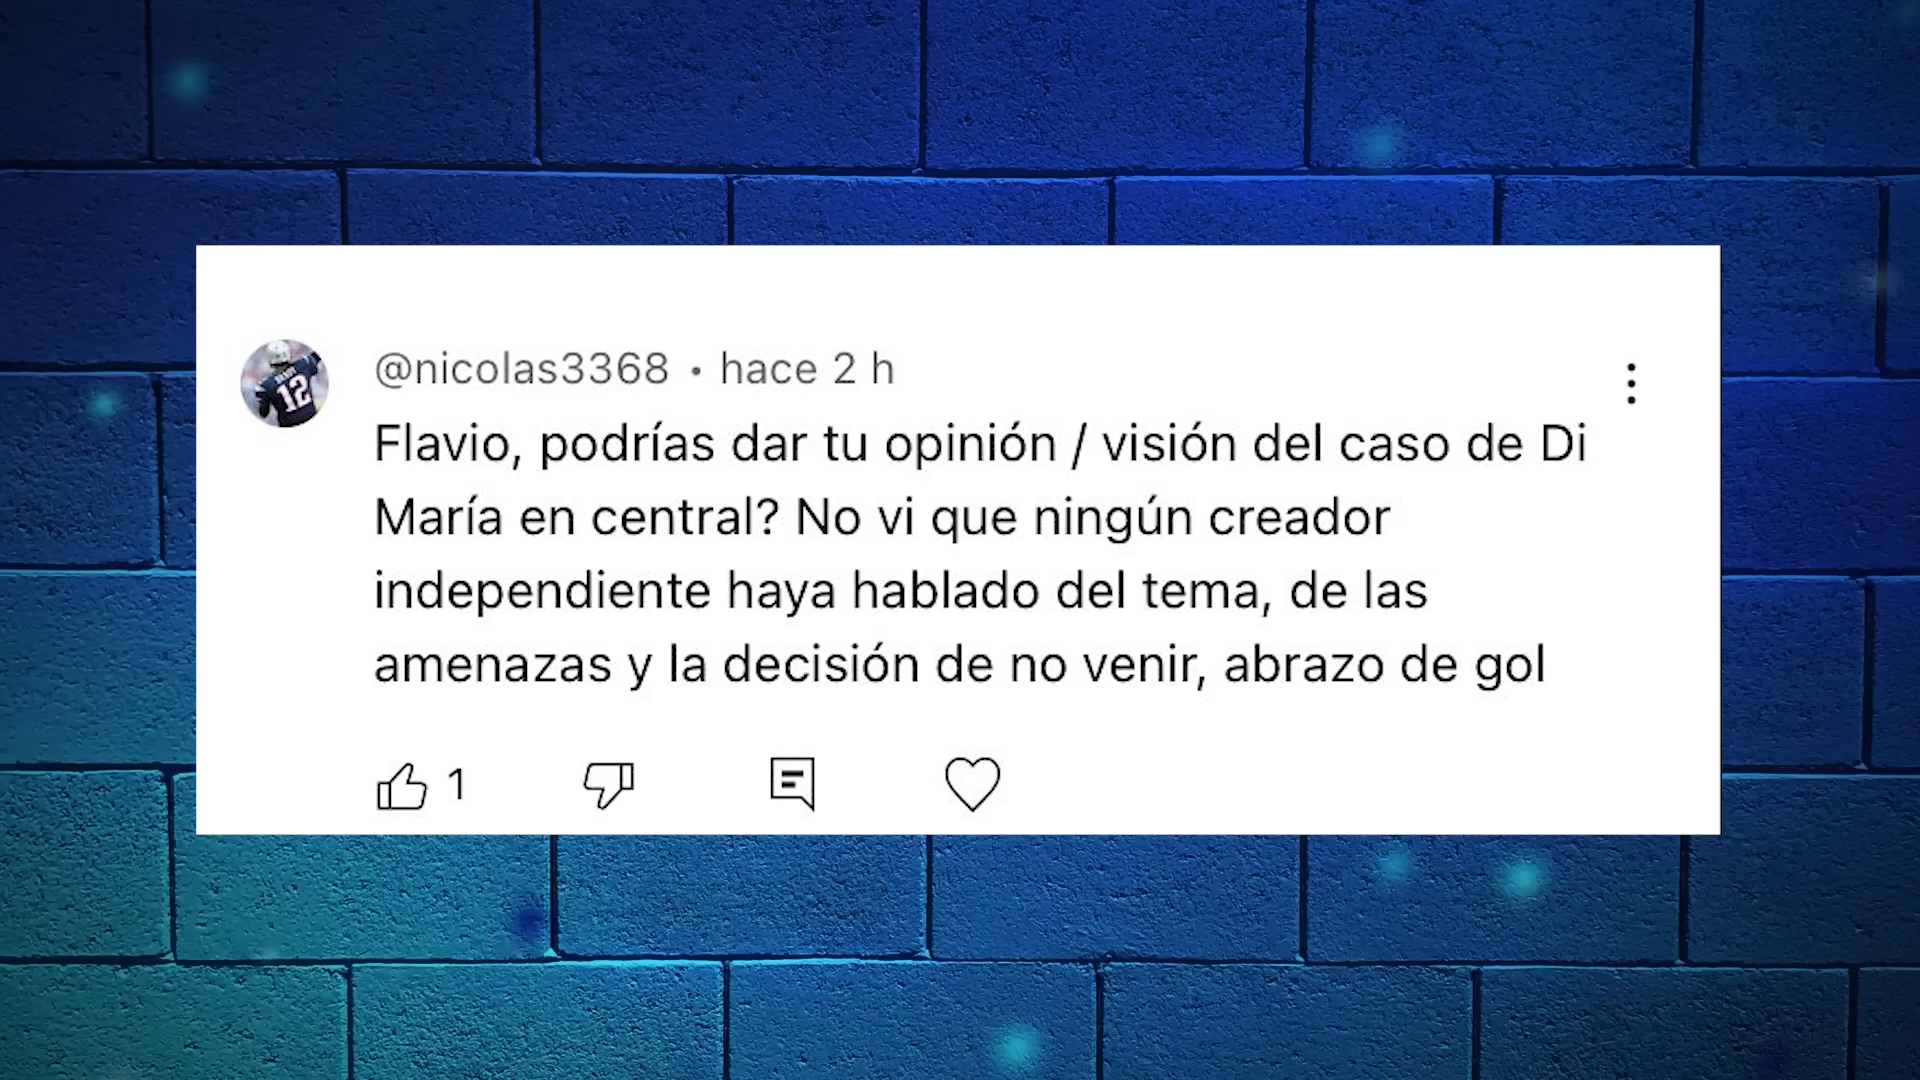 @nicolas3368 • hace 2 h
Flavio, podrías dar tu opinión / visión del caso de Di
María en central? No vi que ningún creador
independiente haya hablado del tema, de las
amenazas y la decisión de no venir, abrazo de gol
1
12